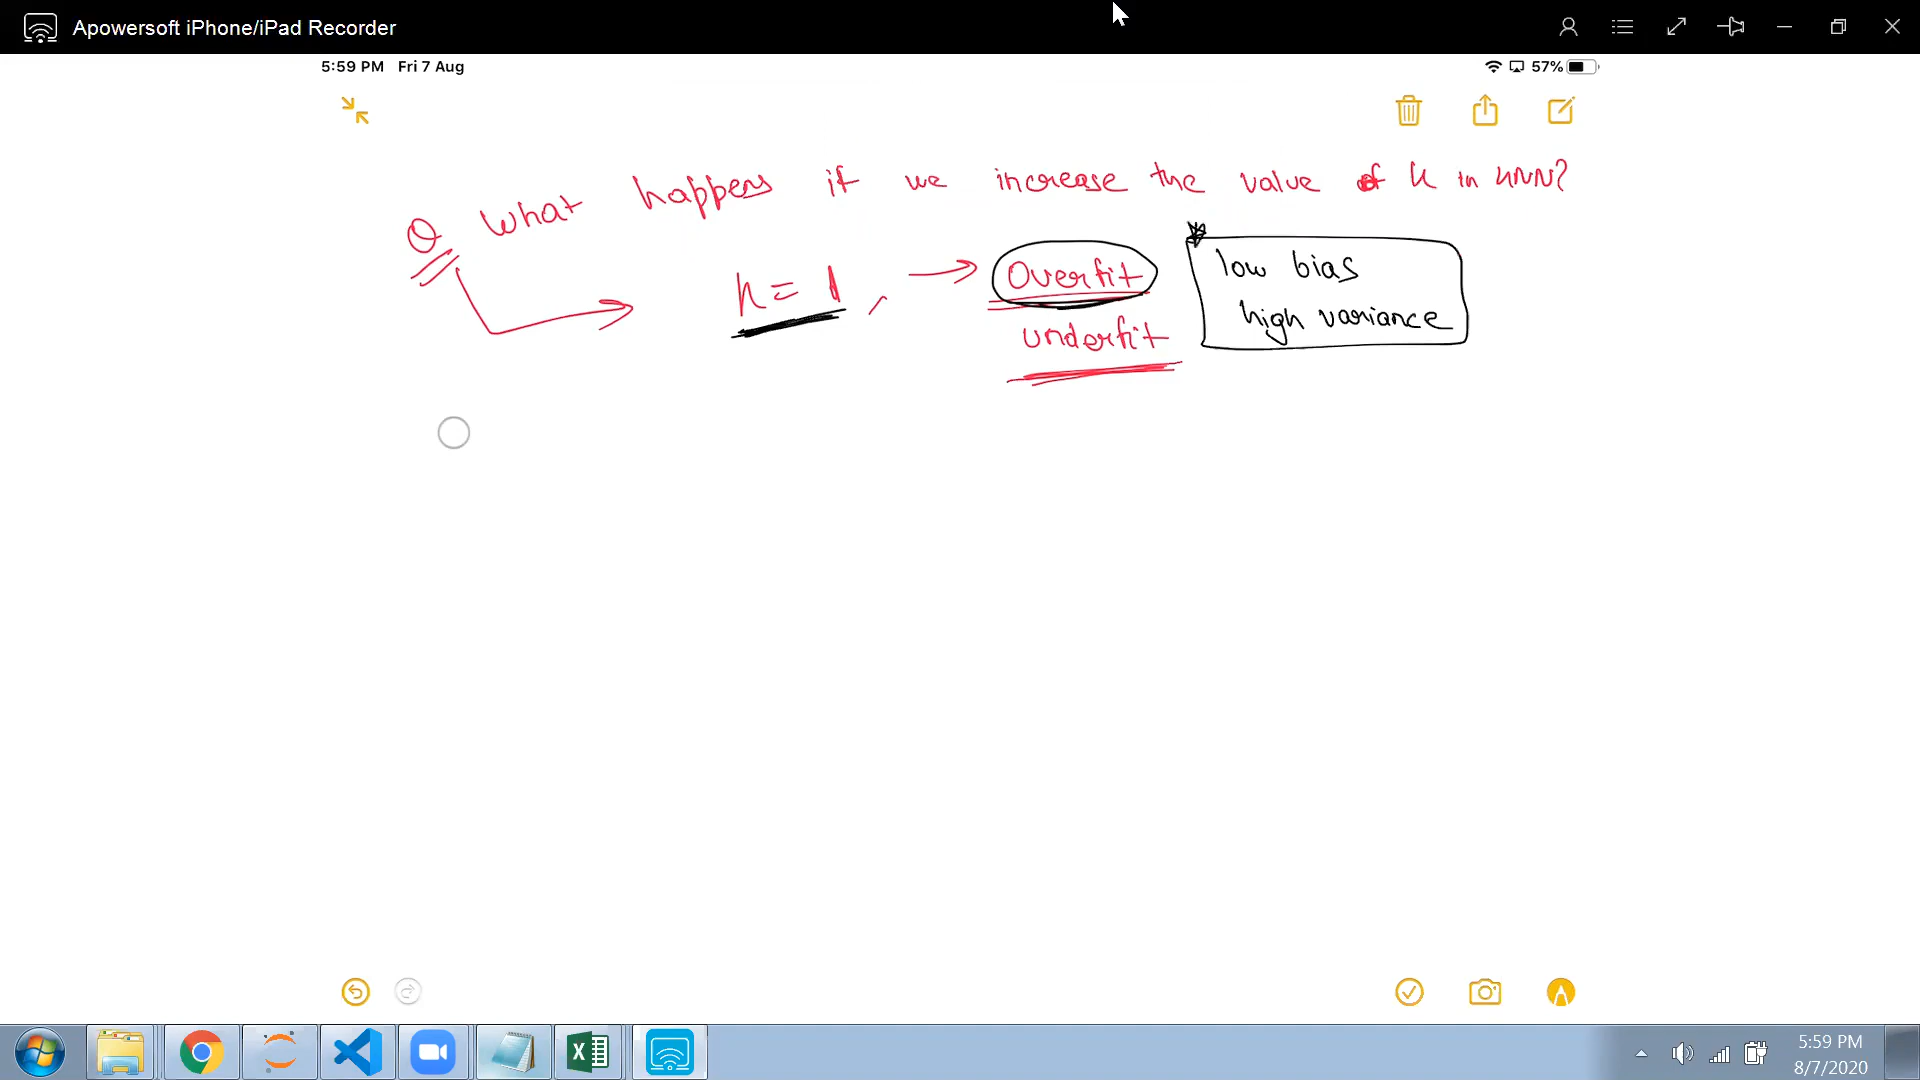 Apowersoft iPhone/iPad Recorder
5:59 PM Fri 7 Aug
57%
Q What happens if we increase the value of k in KNN?
k = 1 → Overfit
underfit
low bias
high variance
5:59 PM
8/7/2020